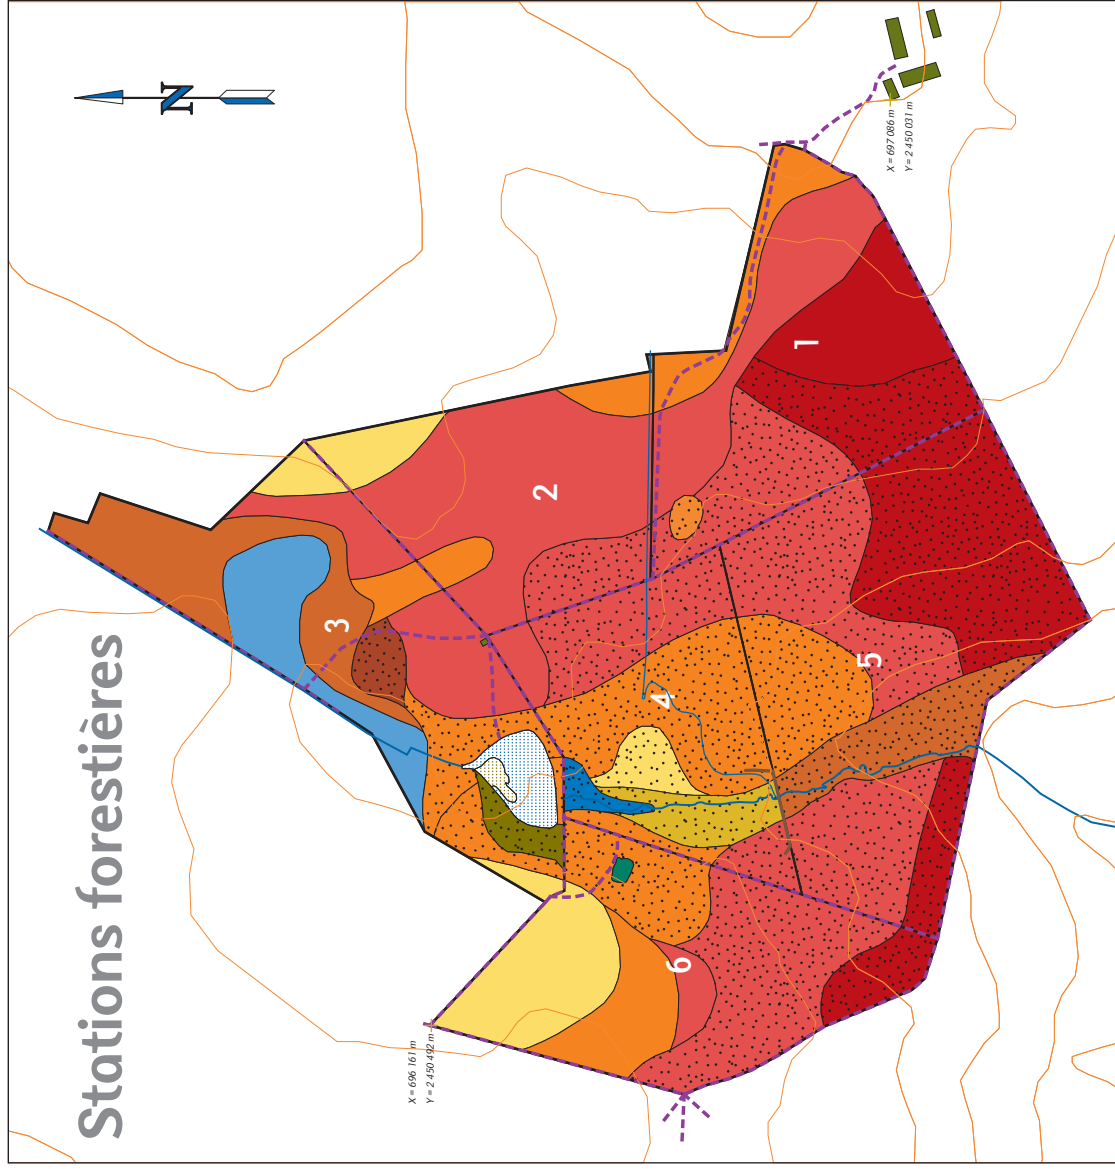 Stations forestières
N
X = 696 161 m
Y = 2 450 492 m
3
2
1
6
4
5
X = 697 086 m
Y = 2 450 031 m